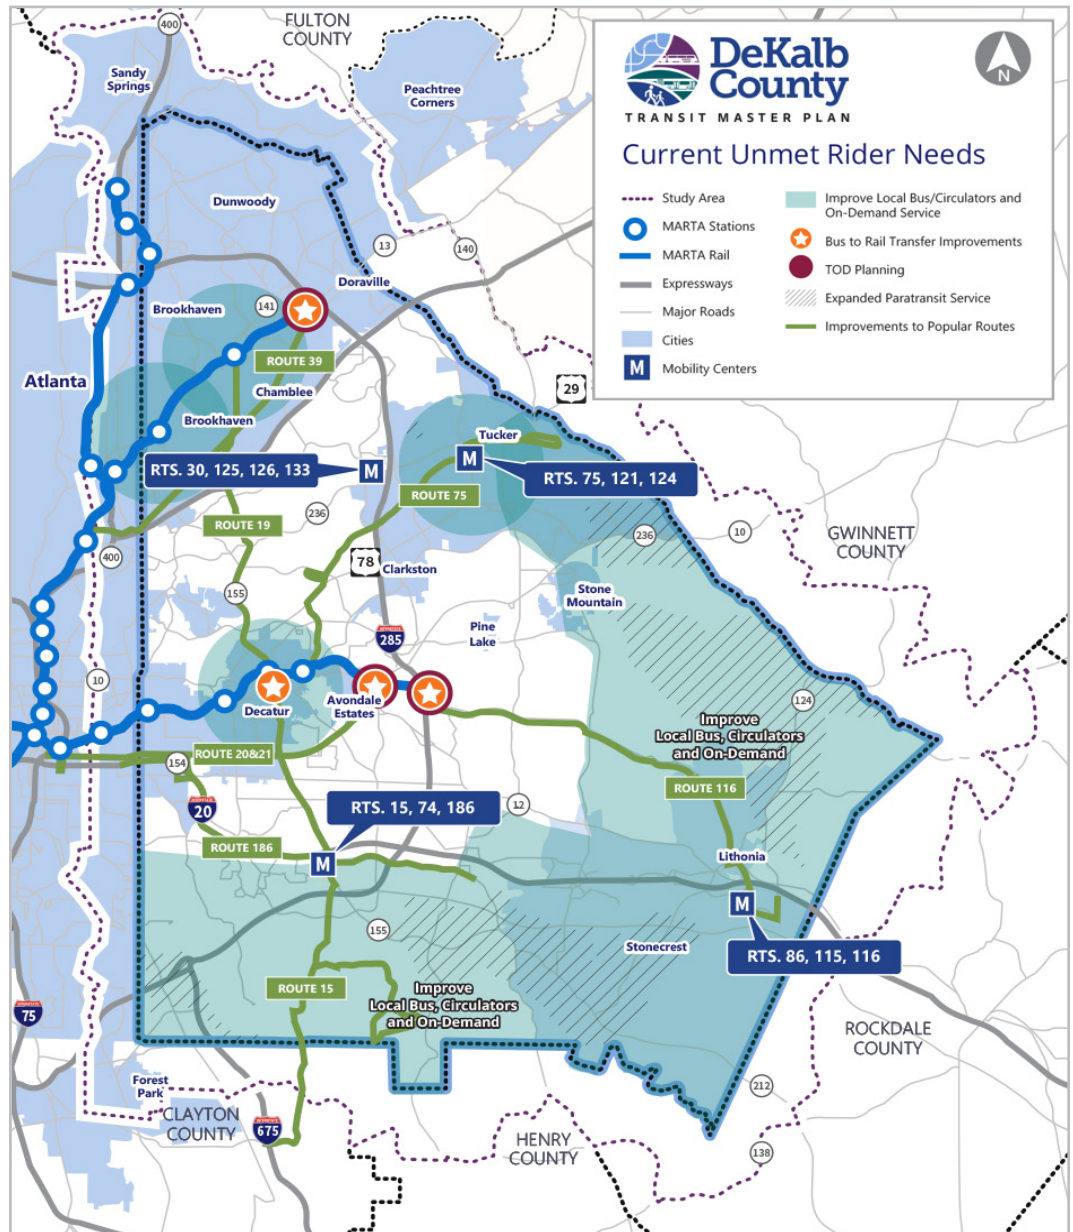 FULTON
COUNTY
400
Sandy
Springs
Peachtree
Corners
DeKalb
County
TRANSIT MASTER PLAN
N
Current Unmet Rider Needs
Study Area
MARTA Stations
MARTA Rail
Expressways
Major Roads
Cities
M
Mobility Centers
Improve Local Bus/Circulators and
On-Demand Service
Bus to Rail Transfer Improvements
TOD Planning
Expanded Paratransit Service
Improvements to Popular Routes
Dunwoody
13
140
Doraville
Brookhaven
141
ROUTE 39
Atlanta
Chamblee
29
Brookhaven
Tucker
RTS. 30, 125, 126, 133
M
M
RTS. 75, 121, 124
ROUTE 75
ROUTE 19
236
236
10
GWINNETT
COUNTY
400
78
Clarkston
155
Stone
Mountain
Pine
Lake
285
10
Decatur
Avondale
Estates
124
Improve
Local Bus, Circulators
and On-Demand
ROUTE 20&21
154
ROUTE 116
20
RTS. 15, 74, 186
12
ROUTE 186
M
Lithonia
M
155
Stonecrest
RTS. 86, 115, 116
ROUTE 15
Improve
Local Bus, Circulators
and On-Demand
75
ROCKDALE
COUNTY
Forest
Park
212
CLAYTON
COUNTY
675
HENRY
COUNTY
138